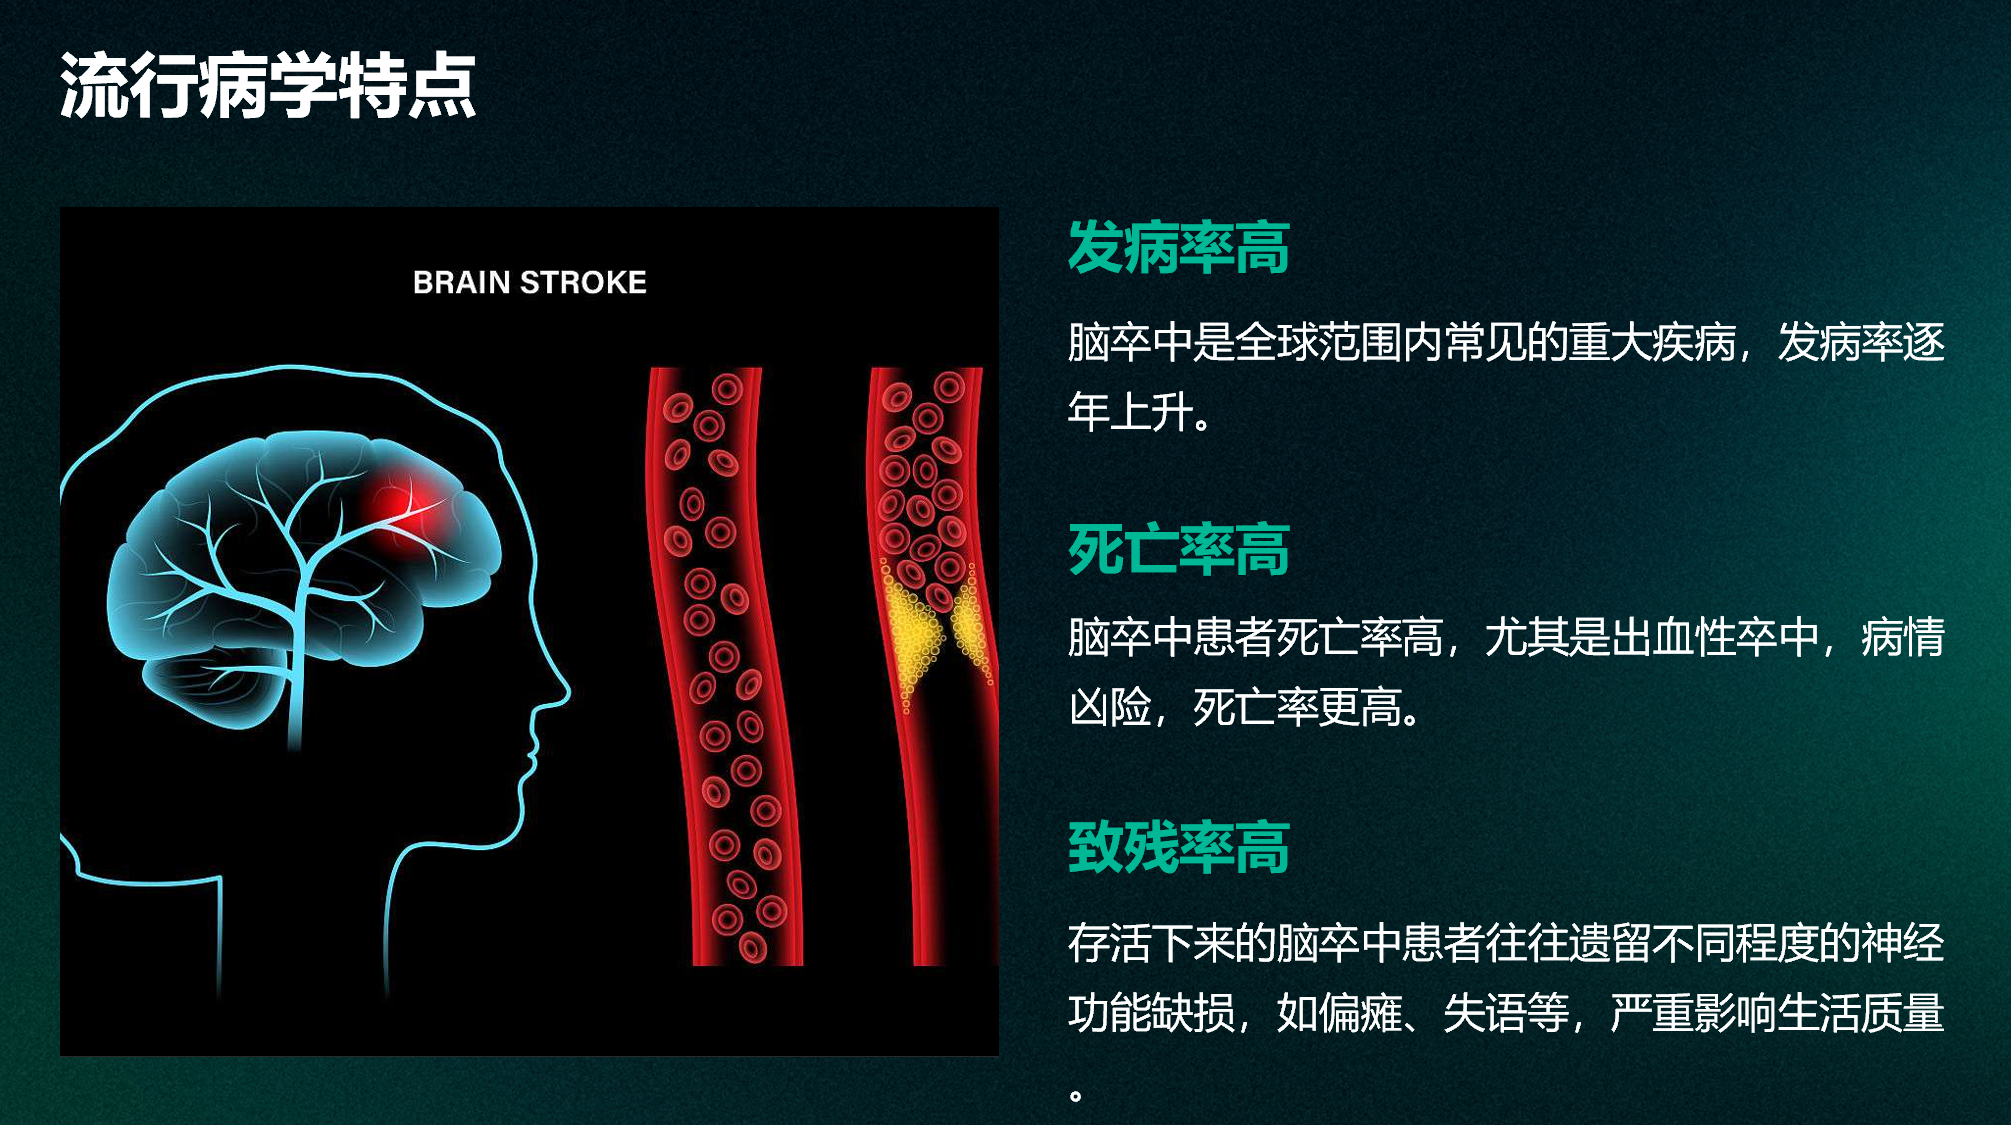 流行病学特点
BRAIN STROKE
发病率高
脑卒中是全球范围内常见的重大疾病，发病率逐
年上升。
死亡率高
脑卒中患者死亡率高，尤其是出血性卒中，病情
凶险，死亡率更高。
致残率高
存活下来的脑卒中患者往往遗留不同程度的神经
功能缺损，如偏瘫、失语等，严重影响生活质量
。